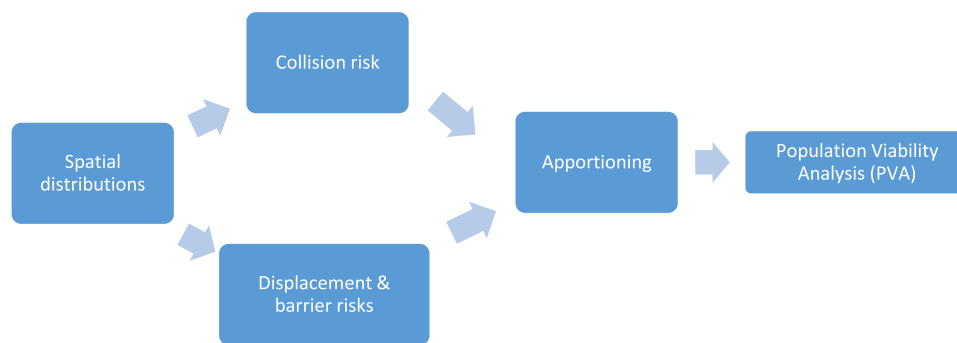 Collision risk
Spatial
distributions
Apportioning
Population Viability
Analysis (PVA)
Displacement &
barrier risks